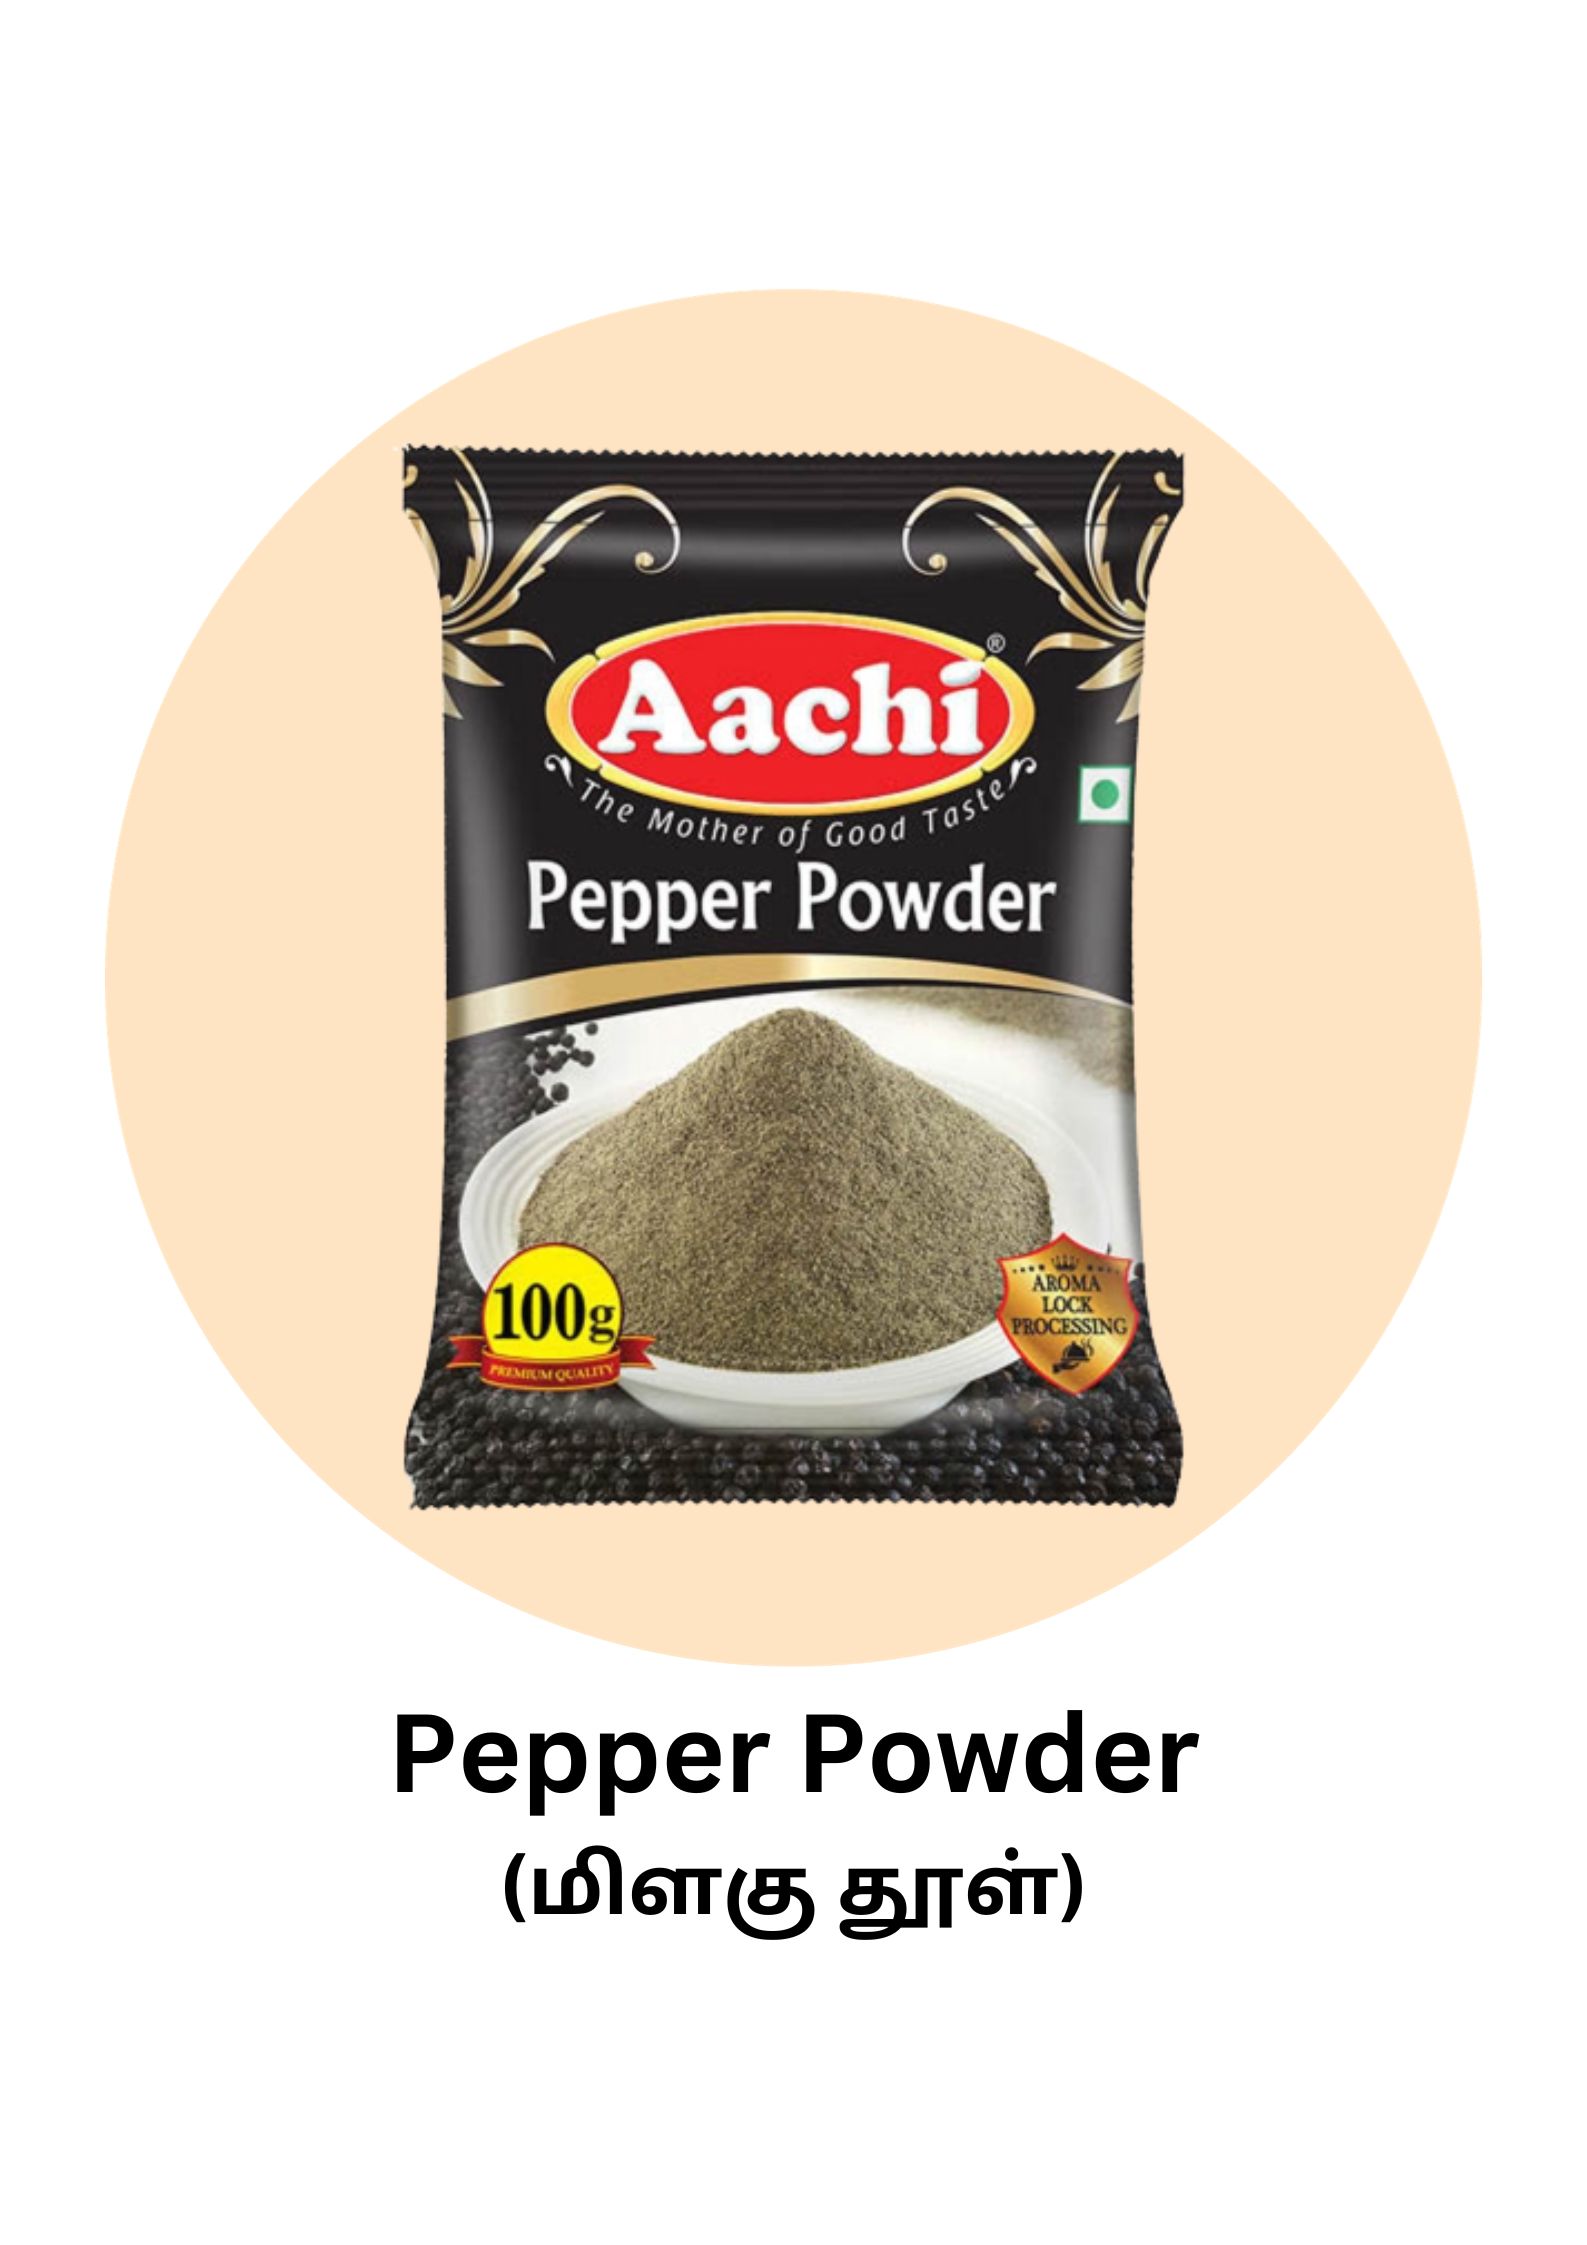 Aachi®
The Mother of Good Taste
Pepper Powder
100g
PREMIUM QUALITY
AROMA
LOCK
PROCESSING
Pepper Powder
(மிளகு தூள்)